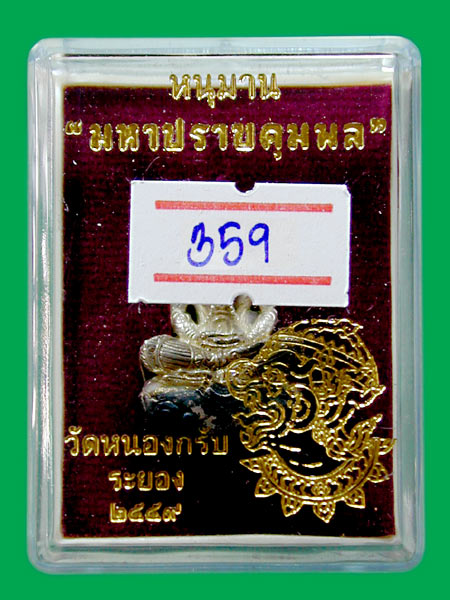 หนุมาน
"มหาปราบคุมพล"
359
วัดหนองกรับ
ระยอง
๒๔๔๙